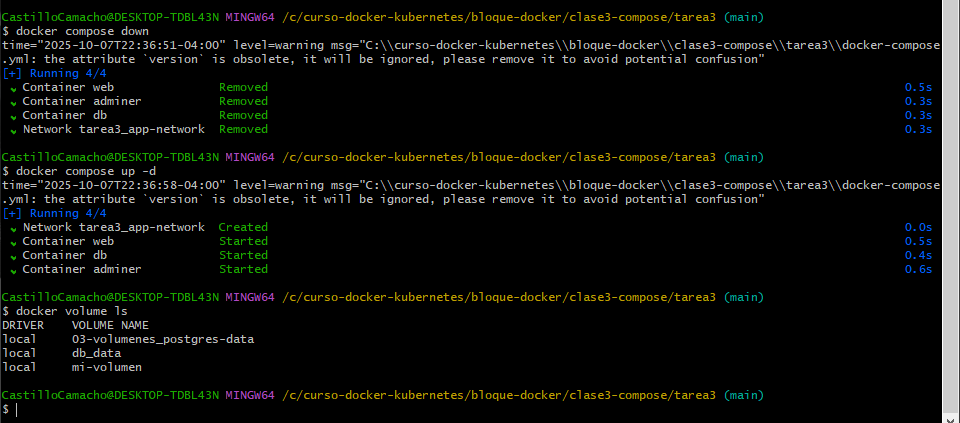 CastilloCamacho@DESKTOP-TDBL43N MINGW64 /c/curso-docker-kubernetes/bloque-docker/clase3-compose/tarea3 (main)
$ docker compose down
time="2025-10-07T22:36:51-04:00" level=warning msg="C:\\curso-docker-kubernetes\\bloque-docker\\clase3-compose\\tarea3\\docker-compose
.yml: the attribute `version` is obsolete, it will be ignored, please remove it to avoid potential confusion"
[+] Running 4/4
✔ Container web Removed 0.5s
✔ Container adminer Removed 0.3s
✔ Container db Removed 0.3s
✔ Network tarea3_app-network Removed 0.3s
CastilloCamacho@DESKTOP-TDBL43N MINGW64 /c/curso-docker-kubernetes/bloque-docker/clase3-compose/tarea3 (main)
$ docker compose up -d
time="2025-10-07T22:36:58-04:00" level=warning msg="C:\\curso-docker-kubernetes\\bloque-docker\\clase3-compose\\tarea3\\docker-compose
.yml: the attribute `version` is obsolete, it will be ignored, please remove it to avoid potential confusion"
[+] Running 4/4
✔ Network tarea3_app-network Created 0.0s
✔ Container web Started 0.5s
✔ Container db Started 0.4s
✔ Container adminer Started 0.6s
CastilloCamacho@DESKTOP-TDBL43N MINGW64 /c/curso-docker-kubernetes/bloque-docker/clase3-compose/tarea3 (main)
$ docker volume ls
DRIVER VOLUME NAME
local 03-volumenes_postgres-data
local db_data
local mi-volumen
CastilloCamacho@DESKTOP-TDBL43N MINGW64 /c/curso-docker-kubernetes/bloque-docker/clase3-compose/tarea3 (main)
$